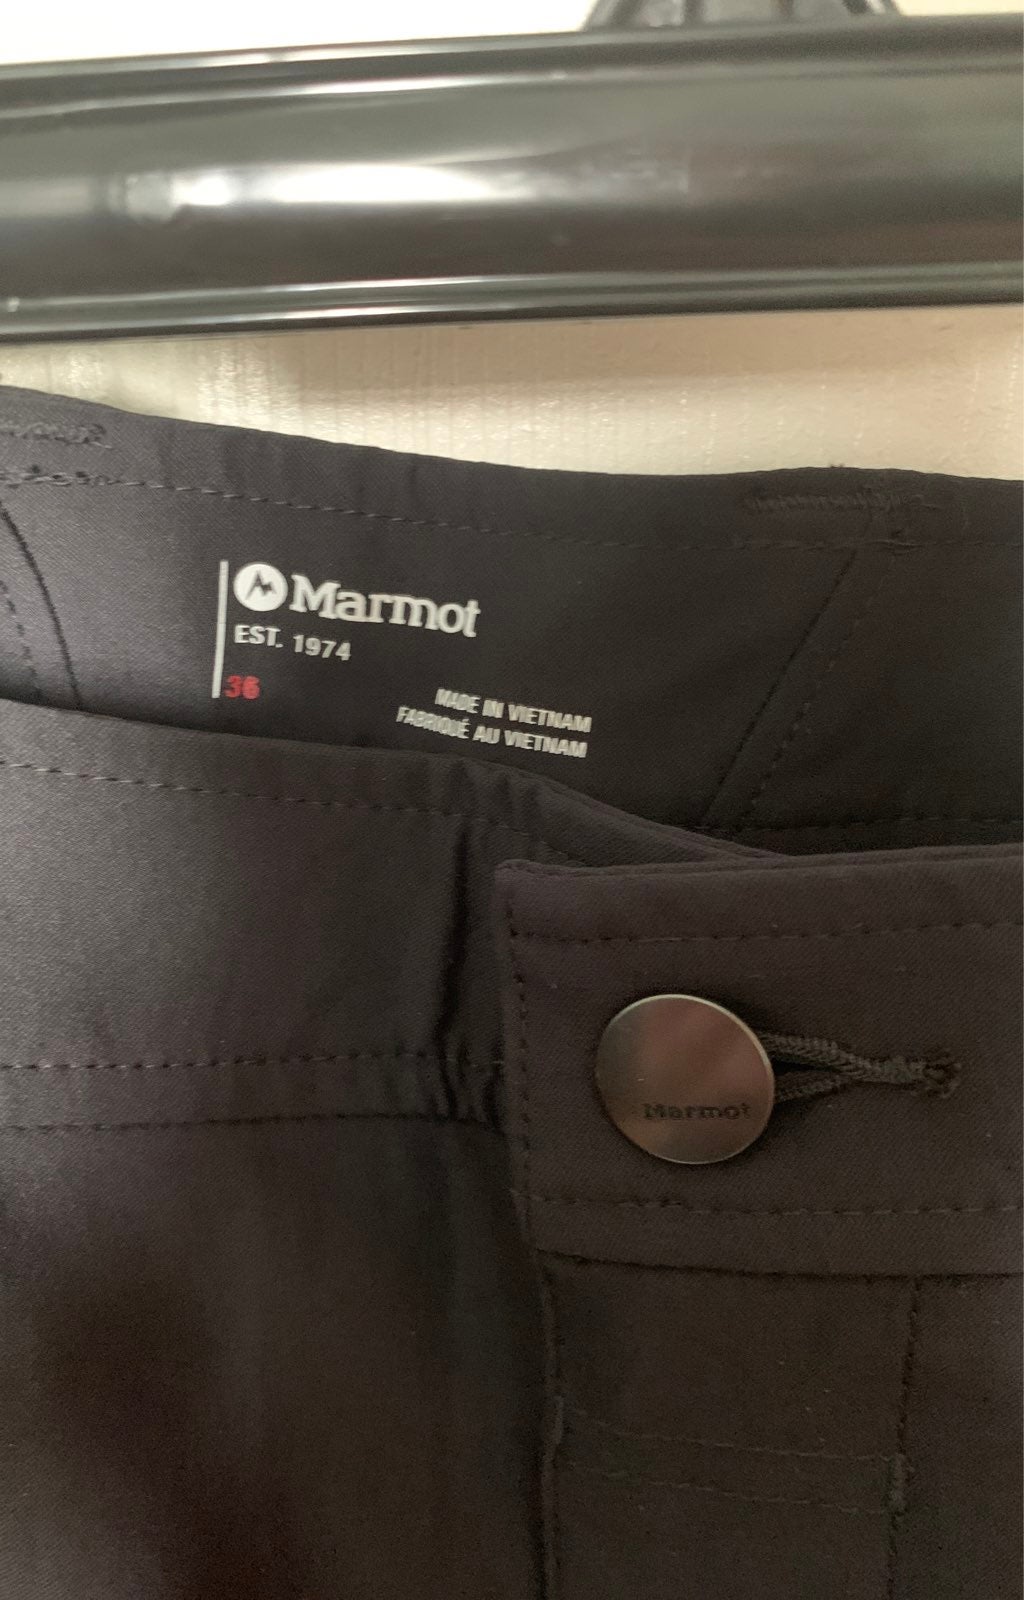 Marmot
EST. 1974
36
MADE IN VIETNAM
FABRIQUÉ AU VIETNAM
Marmot